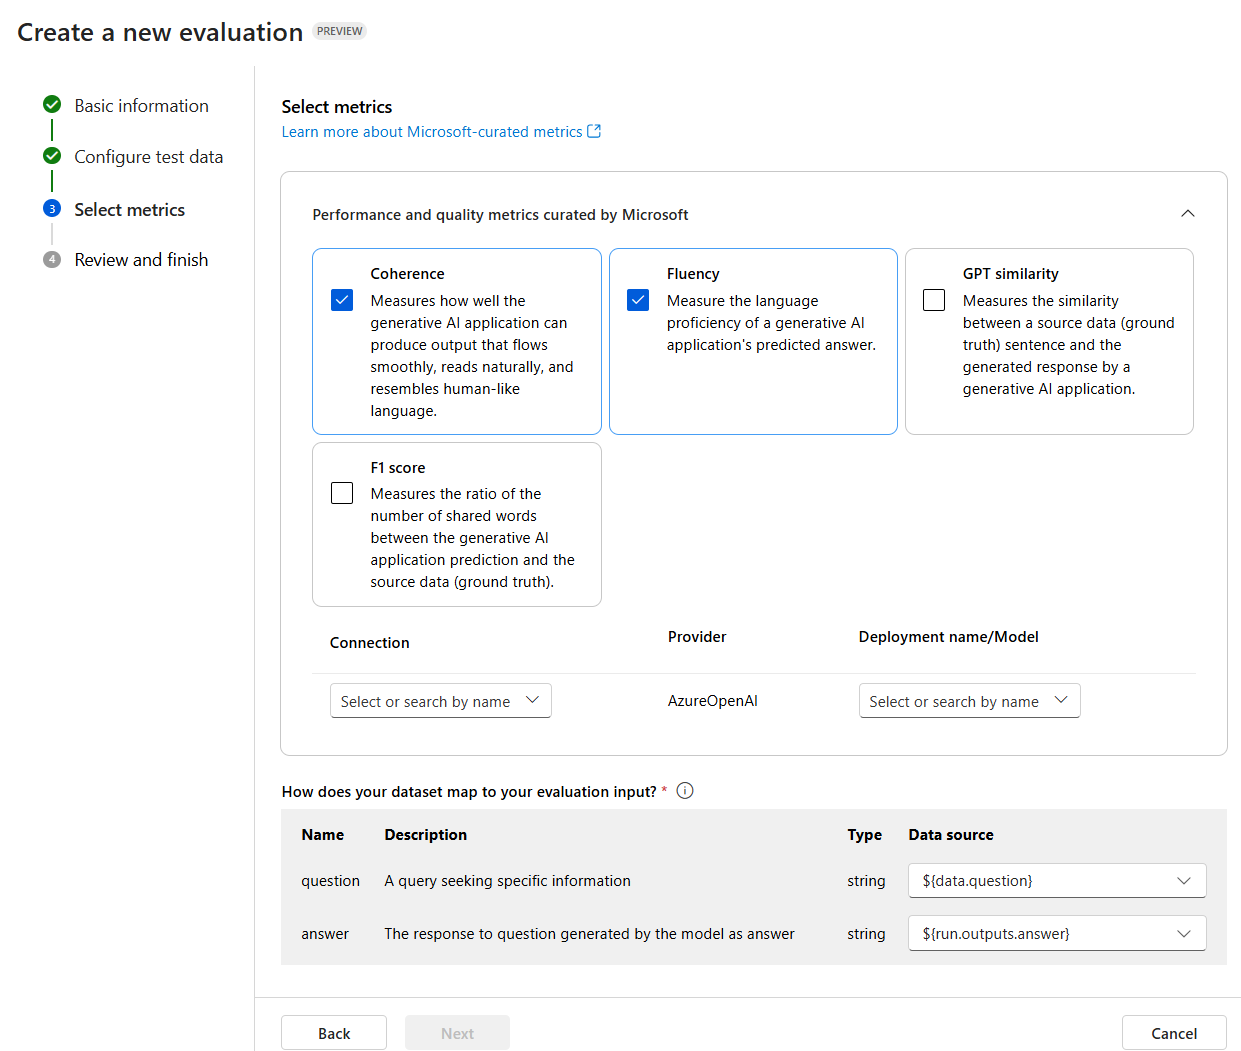 Create a new evaluation PREVIEW
Basic information
Configure test data
3 Select metrics
4 Review and finish
Select metrics
Learn more about Microsoft-curated metrics
Performance and quality metrics curated by Microsoft
Coherence
Measures how well the
generative AI application can
produce output that flows
smoothly, reads naturally, and
resembles human-like
language.
Fluency
Measure the language
proficiency of a generative AI
application's predicted answer.
GPT similarity
Measures the similarity
between a source data (ground
truth) sentence and the
generated response by a
generative AI application.
F1 score
Measures the ratio of the
number of shared words
between the generative AI
application prediction and the
source data (ground truth).
Connection Provider Deployment name/Model
Select or search by name AzureOpenAI Select or search by name
How does your dataset map to your evaluation input? *
Name Description Type Data source
question A query seeking specific information string ${data.question}
answer The response to question generated by the model as answer string ${run.outputs.answer}
Back Next Cancel